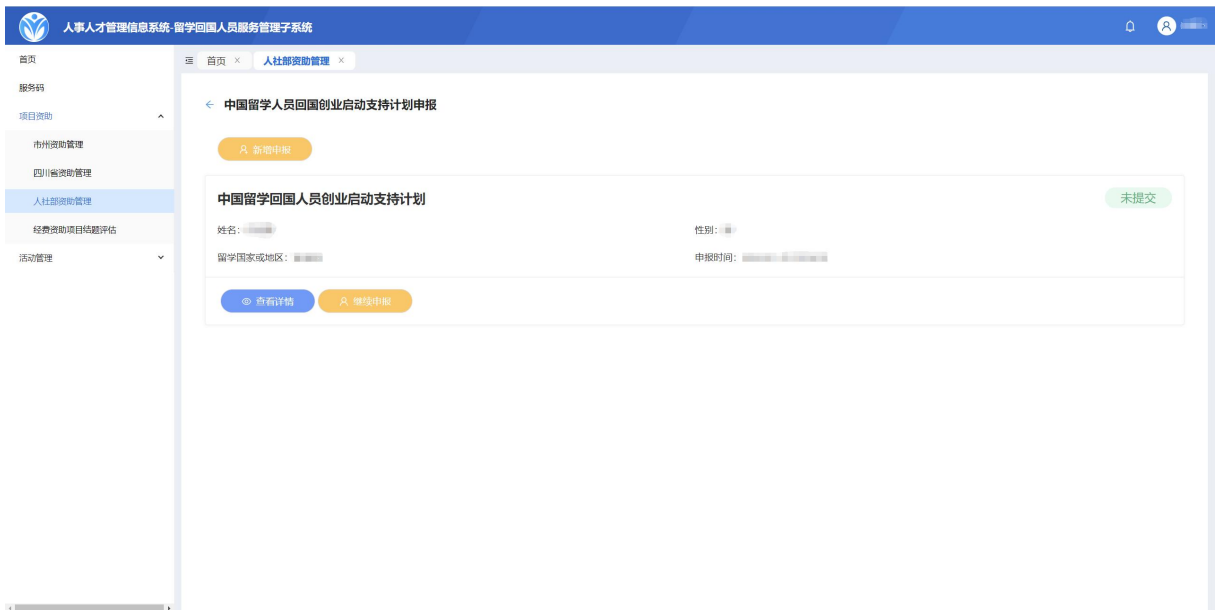 人事人才管理信息系统-留学回国人员服务管理子系统
首页
服务码
项目资助
市州资助管理
四川省资助管理
人社部资助管理
经费资助项目结题评估
活动管理
首页 × 人社部资助管理 ×
中国留学人员回国创业启动支持计划申报
新增申报
中国留学回国人员创业启动支持计划
未提交
姓名:
性别:
留学国家或地区:
申报时间:
查看详情
继续申报